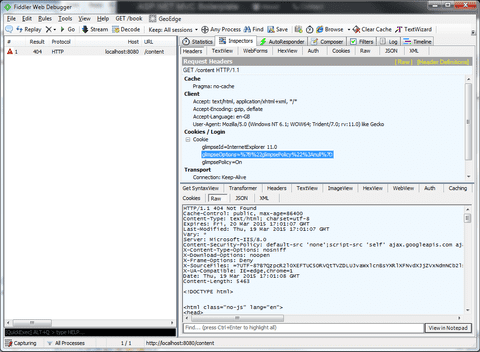 Fiddler Web Debugger
File Edit Rules Tools View Help GET /book GeoEdge
Replay Go Stream Decode Keep: All sessions Any Process Find Save Browse Clear Cache TextWizard
# Result Protocol Host URL
1 404 HTTP localhost:8080 /content
Statistics Inspectors AutoResponder Composer Filters Log Timeline
Headers TextView WebForms HexView Auth Cookies Raw JSON XML
Request Headers [ Raw ] [Header Definitions]
GET /content HTTP/1.1
Cache
Pragma: no-cache
Client
Accept: text/html, application/xhtml+xml, */*
Accept-Encoding: gzip, deflate
Accept-Language: en-GB
User-Agent: Mozilla/5.0 (Windows NT 6.1; WOW64; Trident/7.0; rv:11.0) like Gecko
Cookies / Login
Cookie
glimpseId=InternetExplorer 11.0
glimpseOptions=%7B%22glimpsePolicy%22%3Anull%7D
glimpsePolicy=On
Transport
Connection: Keep-Alive
Get SyntaxView Transformer Headers TextView ImageView HexView WebView Auth Caching
Cookies Raw JSON XML
HTTP/1.1 404 Not Found
Cache-Control: public, max-age=86400
Content-Type: text/html; charset=utf-8
Expires: Fri, 20 Mar 2015 17:01:07 GMT
Last-Modified: Thu, 19 Mar 2015 17:01:07 GMT
Vary: *
Server: Microsoft-IIS/8.0
Content-Security-Policy: default-src 'none';script-src 'self' ajax.googleapis.com
X-Content-Type-Options: nosniff
X-Download-Options: noopen
X-Frame-Options: Deny
X-UA-Compatible: IE=edge,chrome=1
Date: Thu, 19 Mar 2015 17:01:08 GMT
Content-Length: 5463
<!DOCTYPE html>
<html class="no-js" lang="en">
<head>
Find... (press Ctrl+Enter to highlight all) View in Notepad
Capturing All Processes 1 / 1 http://localhost:8080/content